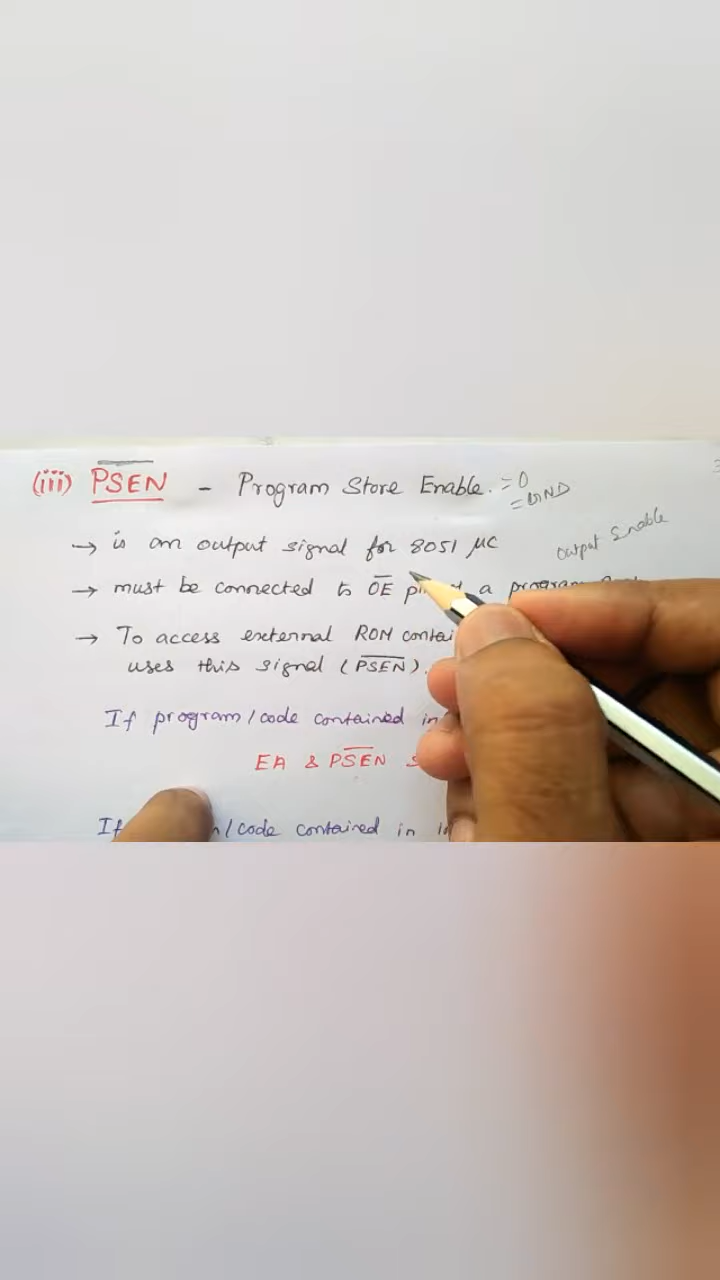 (iii) PSEN - Program Store Enable. = 0
= GND
→ is an output signal for 8051 μC
Output Enable
→ must be connected to OE a program
→ To access external ROM
uses this signal (PSEN).
If program/code contained in
EA & PSEN
If /code contained in